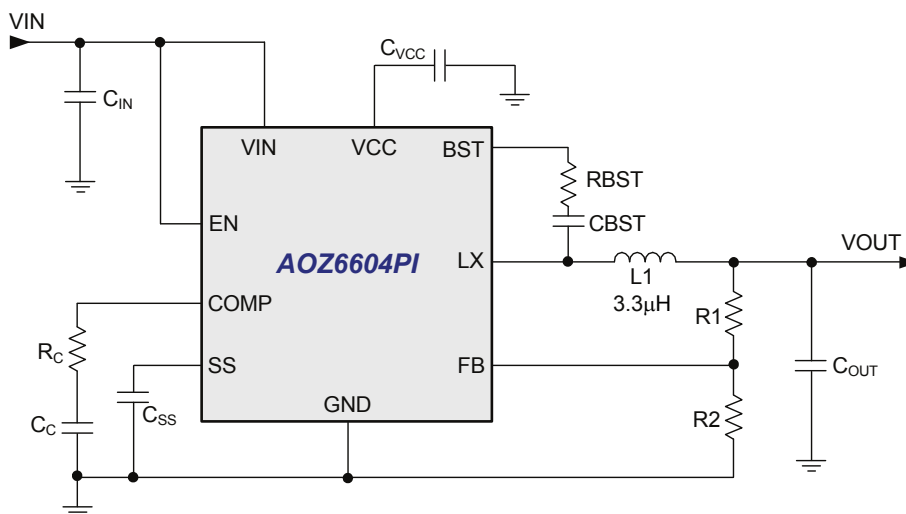 VIN
CVCC
CIN
VIN
VCC
BST
RBST
EN
CBST
AOZ6604PI
LX
VOUT
L1
3.3μH
COMP
R1
RC
SS
FB
COUT
CSS
GND
R2
CC